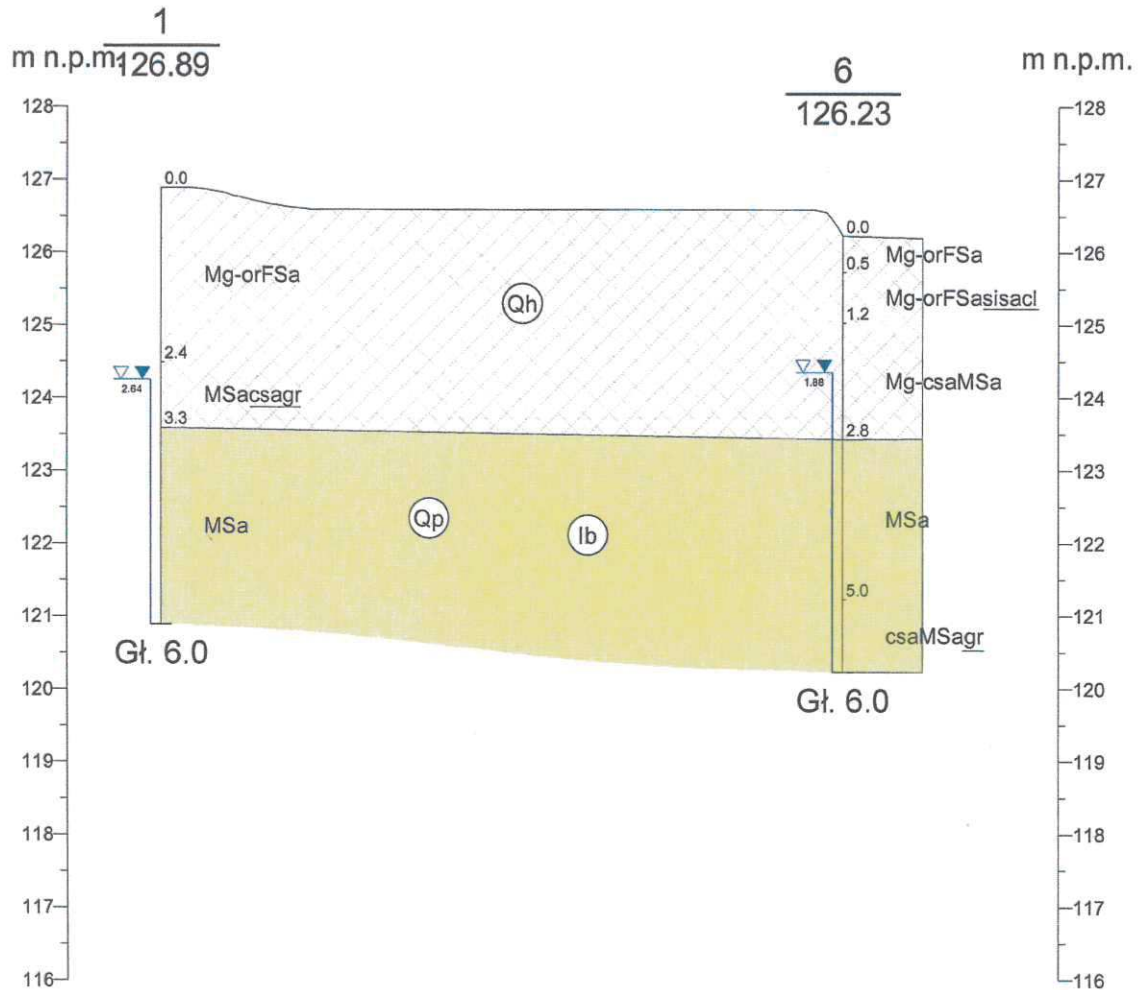 1
m n.p.m.
126.89
6
126.23
m n.p.m.
128
127
126
125
124
123
122
121
120
119
118
117
116
0.0
Mg-orFSa
2.4
2.64
MSacsagr
3.3
MSa
Gł. 6.0
Qh
Qp
Ib
0.0
Mg-orFSa
0.5
Mg-orFSasisacl
1.2
1.88
Mg-csaMSa
2.8
MSa
5.0
csaMSagr
Gł. 6.0
128
127
126
125
124
123
122
121
120
119
118
117
116